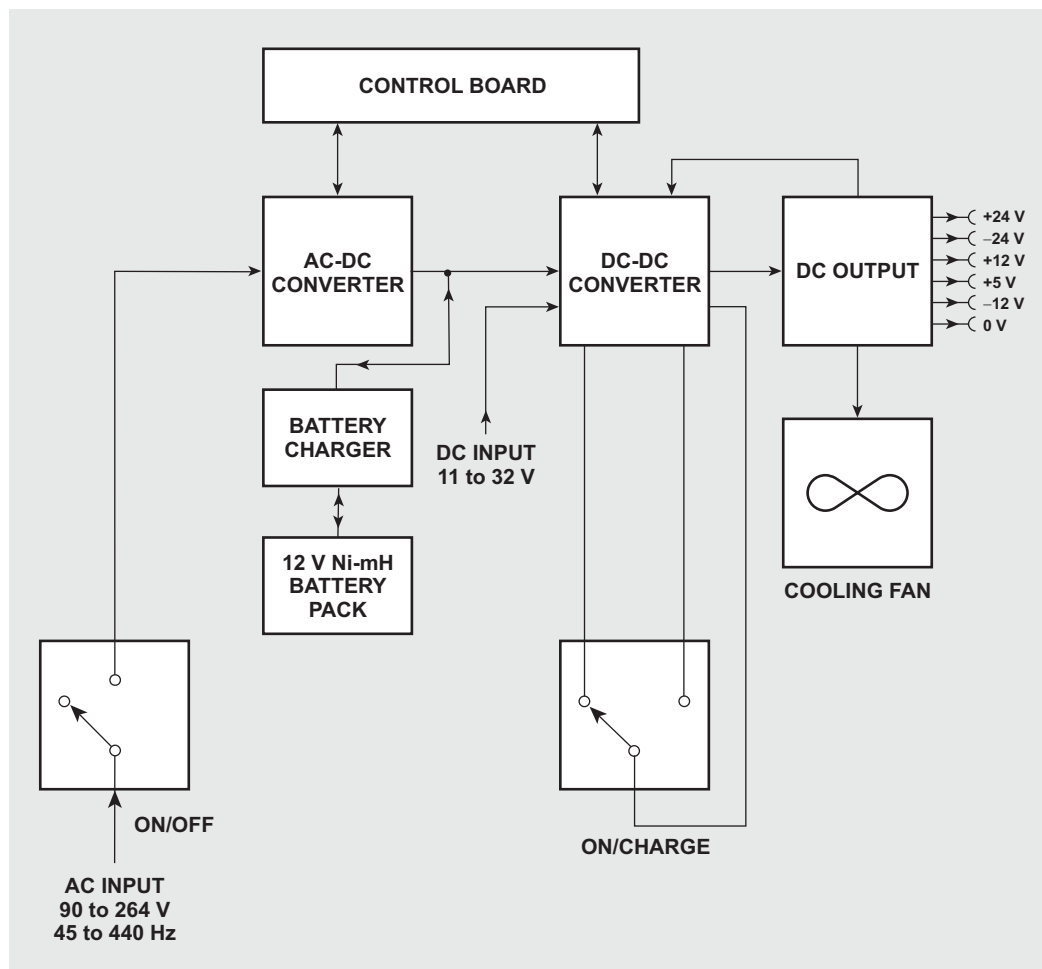 CONTROL BOARD
AC-DC
CONVERTER
DC-DC
CONVERTER
DC OUTPUT
+24 V
−24 V
+12 V
+5 V
−12 V
0 V
BATTERY
CHARGER
DC INPUT
11 to 32 V
12 V Ni-mH
BATTERY
PACK
COOLING FAN
ON/OFF
ON/CHARGE
AC INPUT
90 to 264 V
45 to 440 Hz